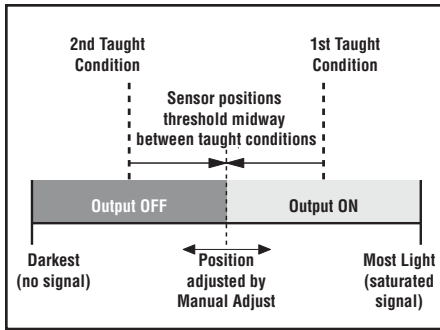 2nd Taught
Condition
1st Taught
Condition
Sensor positions
threshold midway
between taught conditions
Output OFF
Output ON
Darkest
(no signal)
Position
adjusted by
Manual Adjust
Most Light
(saturated
signal)